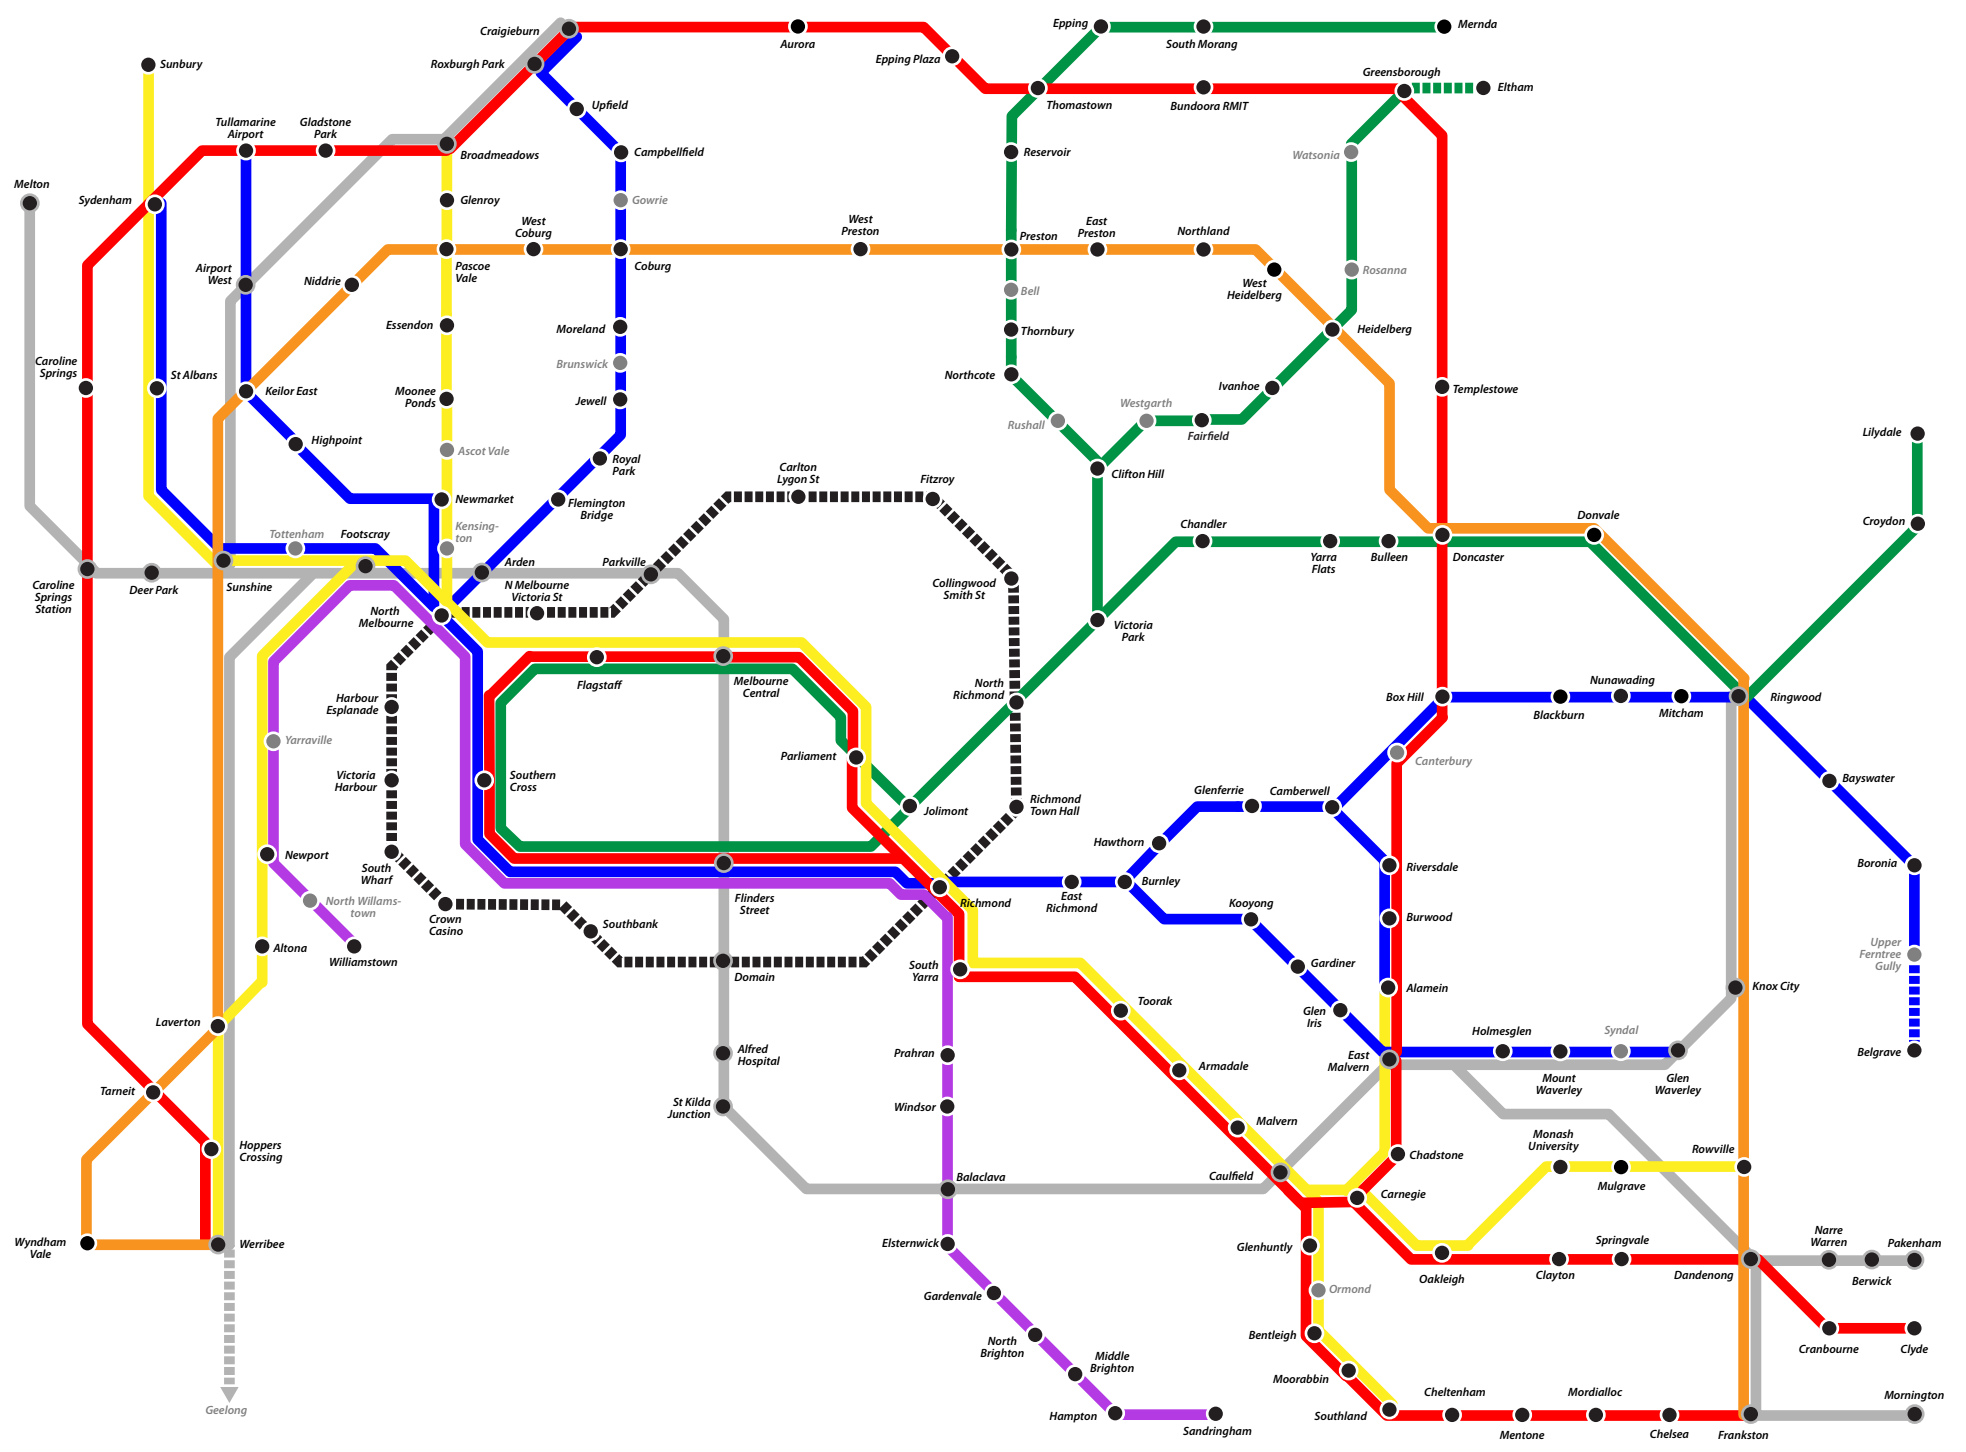 Craigieburn
Epping
South Morang
Mernda
Aurora
Epping Plaza
Roxburgh Park
Sunbury
Greensborough
Eltham
Upfield
Thomastown
Bundoora RMIT
Tullamarine
Airport
Gladstone
Park
Broadmeadows
Campbellfield
Reservoir
Watsonia
Melton
Sydenham
Glenroy
Gowrie
West
Coburg
West
Preston
Preston
East
Preston
Northland
Airport
West
Niddrie
Pascoe
Vale
Coburg
West
Heidelberg
Rosanna
Bell
Essendon
Moreland
Thornbury
Heidelberg
Caroline
Springs
St Albans
Keilor East
Brunswick
Northcote
Ivanhoe
Templestowe
Moonee
Ponds
Jewell
Westgarth
Rushall
Fairfield
Lilydale
Highpoint
Ascot Vale
Royal
Park
Carlton
Lygon St
Fitzroy
Clifton Hill
Newmarket
Flemington
Bridge
Croydon
Tottenham
Footscray
Kensing-
ton
Chandler
Yarra
Flats
Bulleen
Doncaster
Donvale
Arden
Parkville
Caroline
Springs
Station
Deer Park
Sunshine
N Melbourne
Victoria St
Collingwood
Smith St
North
Melbourne
Victoria
Park
Flagstaff
Melbourne
Central
North
Richmond
Box Hill
Blackburn
Nunawading
Mitcham
Ringwood
Harbour
Esplanade
Yarraville
Parliament
Canterbury
Victoria
Harbour
Southern
Cross
Bayswater
Jolimont
Richmond
Town Hall
Glenferrie
Camberwell
Hawthorn
Newport
South
Wharf
Flinders
Street
Richmond
East
Richmond
Burnley
Riversdale
Boronia
North Willams-
town
Crown
Casino
Southbank
Kooyong
Burwood
Altona
Williamstown
Domain
South
Yarra
Gardiner
Upper
Ferntree
Gully
Alamein
Knox City
Laverton
Toorak
Glen
Iris
Alfred
Hospital
Prahran
East
Malvern
Holmesglen
Mount
Waverley
Syndal
Glen
Waverley
Belgrave
Tarneit
Armadale
St Kilda
Junction
Windsor
Malvern
Hoppers
Crossing
Monash
University
Mulgrave
Rowville
Chadstone
Balaclava
Caulfield
Carnegie
Wyndham
Vale
Werribee
Elsternwick
Glenhuntly
Oakleigh
Clayton
Springvale
Dandenong
Narre
Warren
Berwick
Pakenham
Gardenvale
Ormond
North
Brighton
Bentleigh
Cranbourne
Clyde
Middle
Brighton
Moorabbin
Geelong
Hampton
Sandringham
Southland
Cheltenham
Mentone
Mordialloc
Chelsea
Frankston
Mornington